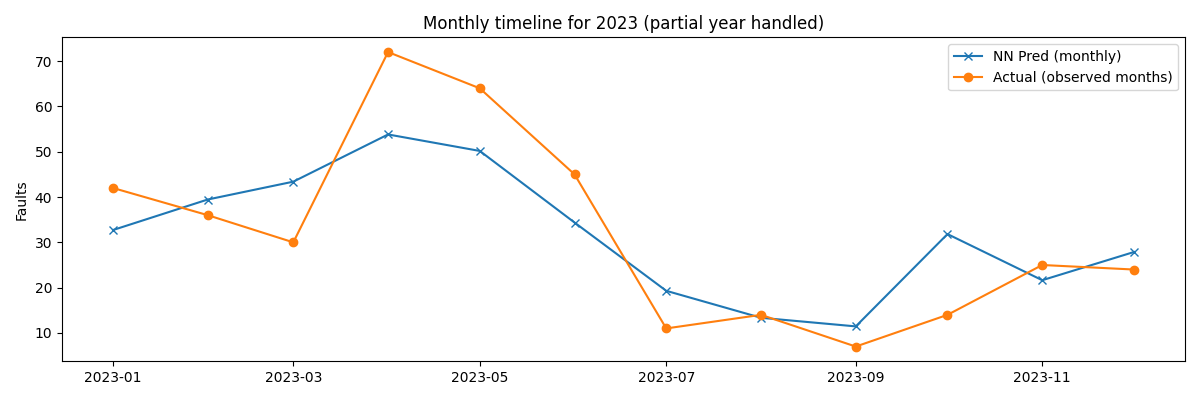 Monthly timeline for 2023 (partial year handled)
NN Pred (monthly)
Actual (observed months)
Faults
70
60
50
40
30
20
10
2023-01 2023-03 2023-05 2023-07 2023-09 2023-11